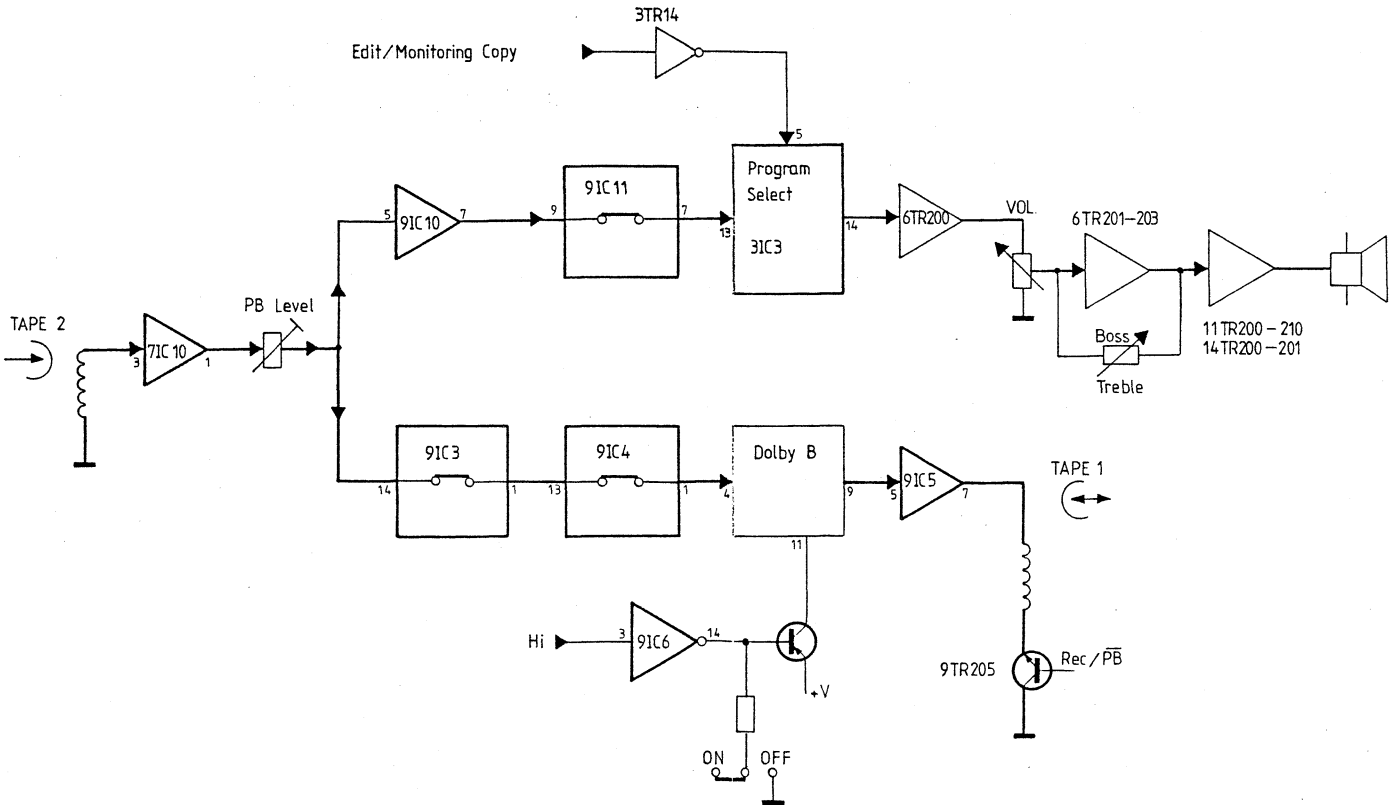 3TR14
Edit/Monitoring Copy
5
Program
Select
3IC3
13
14
9IC11
9
7
5
9IC10
7
6TR200
VOL.
6TR201-203
Boss
Treble
11TR200-210
14TR200-201
TAPE 2
3
7IC10
1
PB Level
9IC3
14
1
9IC4
13
1
Dolby B
4
9
11
5
9IC5
7
TAPE 1
Hi
3
9IC6
14
+V
9TR205
Rec/P̅B̅
ON
OFF